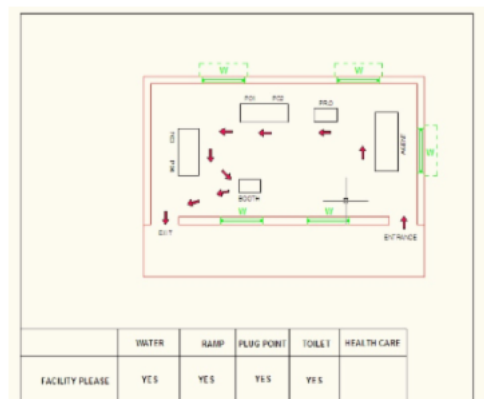 W W
PO1 PO2
PRO
AGENT
W
BOOTH
W W
EXIT
ENTRANCE
WATER RAMP PLUG POINT TOILET HEALTH CARE
FACILITY PLEASE YES YES YES YES